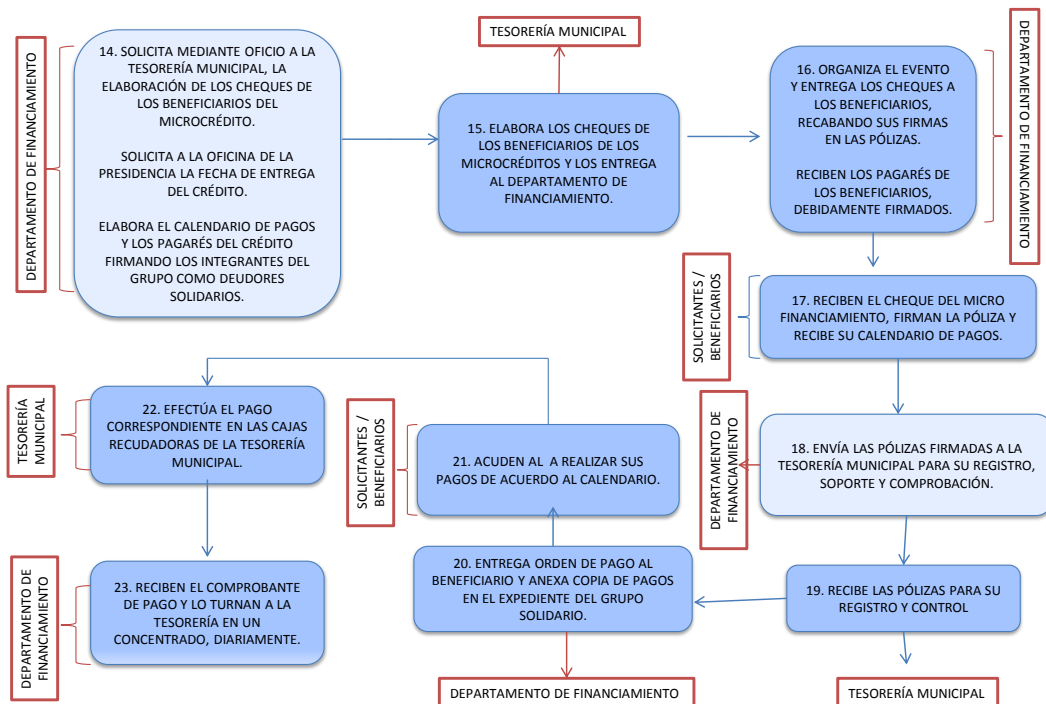 DEPARTAMENTO DE FINANCIAMIENTO
14. SOLICITA MEDIANTE OFICIO A LA
TESORERÍA MUNICIPAL, LA
ELABORACIÓN DE LOS CHEQUES DE
LOS BENEFICIARIOS DEL
MICROCRÉDITO.
SOLICITA A LA OFICINA DE LA
PRESIDENCIA LA FECHA DE ENTREGA
DEL CRÉDITO.
ELABORA EL CALENDARIO DE PAGOS
Y LOS PAGARÉS DEL CRÉDITO
FIRMANDO LOS INTEGRANTES DEL
GRUPO COMO DEUDORES
SOLIDARIOS.
TESORERÍA MUNICIPAL
15. ELABORA LOS CHEQUES DE
LOS BENEFICIARIOS DE LOS
MICROCRÉDITOS Y LOS ENTREGA
AL DEPARTAMENTO DE
FINANCIAMIENTO.
16. ORGANIZA EL EVENTO
Y ENTREGA LOS CHEQUES A
LOS BENEFICIARIOS,
RECABANDO SUS FIRMAS
EN LAS PÓLIZAS.
RECIBEN LOS PAGARÉS DE
LOS BENEFICIARIOS,
DEBIDAMENTE FIRMADOS.
DEPARTAMENTO DE FINANCIAMIENTO
SOLICITANTES /
BENEFICIARIOS
17. RECIBEN EL CHEQUE DEL MICRO
FINANCIAMIENTO, FIRMAN LA PÓLIZA Y
RECIBE SU CALENDARIO DE PAGOS.
DEPARTAMENTO DE
FINANCIAMIENTO
18. ENVÍA LAS PÓLIZAS FIRMADAS A LA
TESORERÍA MUNICIPAL PARA SU REGISTRO,
SOPORTE Y COMPROBACIÓN.
19. RECIBE LAS PÓLIZAS PARA SU
REGISTRO Y CONTROL
TESORERÍA MUNICIPAL
20. ENTREGA ORDEN DE PAGO AL
BENEFICIARIO Y ANEXA COPIA DE PAGOS
EN EL EXPEDIENTE DEL GRUPO
SOLIDARIO.
DEPARTAMENTO DE FINANCIAMIENTO
SOLICITANTES /
BENEFICIARIOS
21. ACUDEN AL A REALIZAR SUS
PAGOS DE ACUERDO AL CALENDARIO.
TESORERÍA
MUNICIPAL
22. EFECTÚA EL PAGO
CORRESPONDIENTE EN LAS CAJAS
RECUDADORAS DE LA TESORERÍA
MUNICIPAL.
DEPARTAMENTO DE
FINANCIAMIENTO
23. RECIBEN EL COMPROBANTE
DE PAGO Y LO TURNAN A LA
TESORERÍA EN UN
CONCENTRADO, DIARIAMENTE.